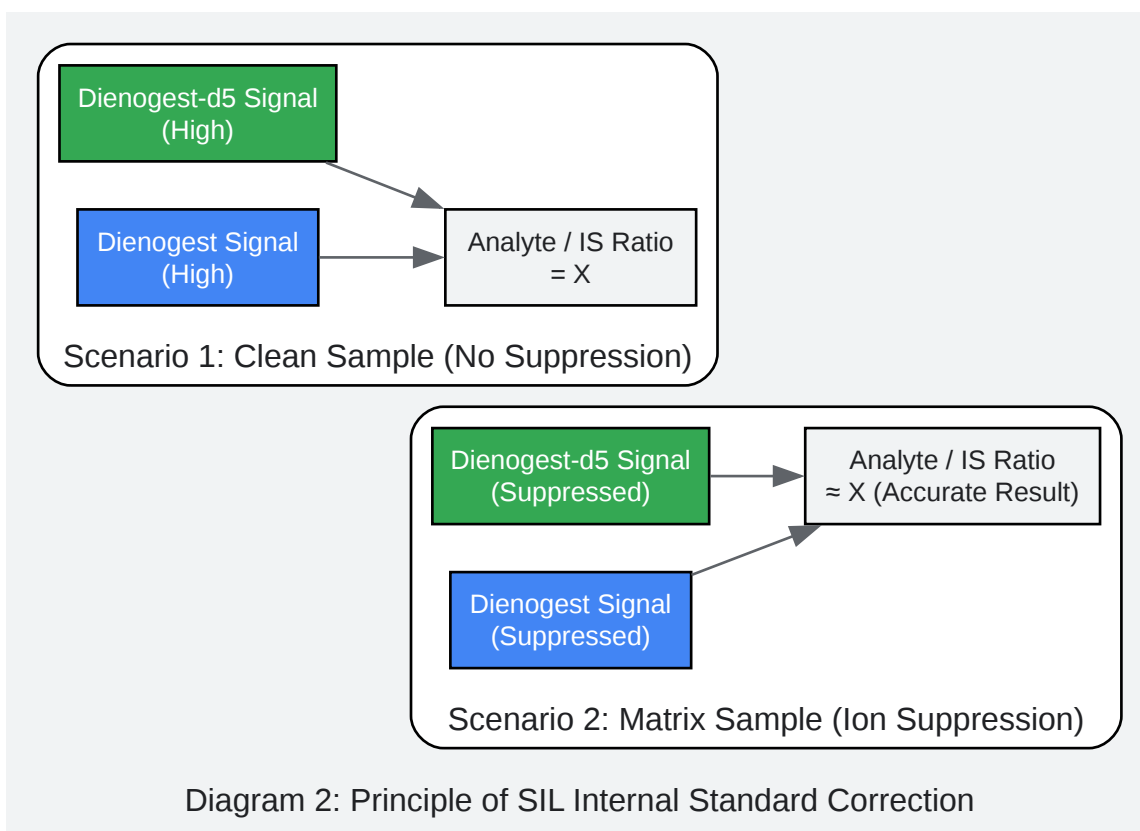 Dienogest-d5 Signal
(High)
Dienogest Signal
(High)
Analyte / IS Ratio
= X
Scenario 1: Clean Sample (No Suppression)
Dienogest-d5 Signal
(Suppressed)
Analyte / IS Ratio
≈ X (Accurate Result)
Dienogest Signal
(Suppressed)
Scenario 2: Matrix Sample (Ion Suppression)
Diagram 2: Principle of SIL Internal Standard Correction